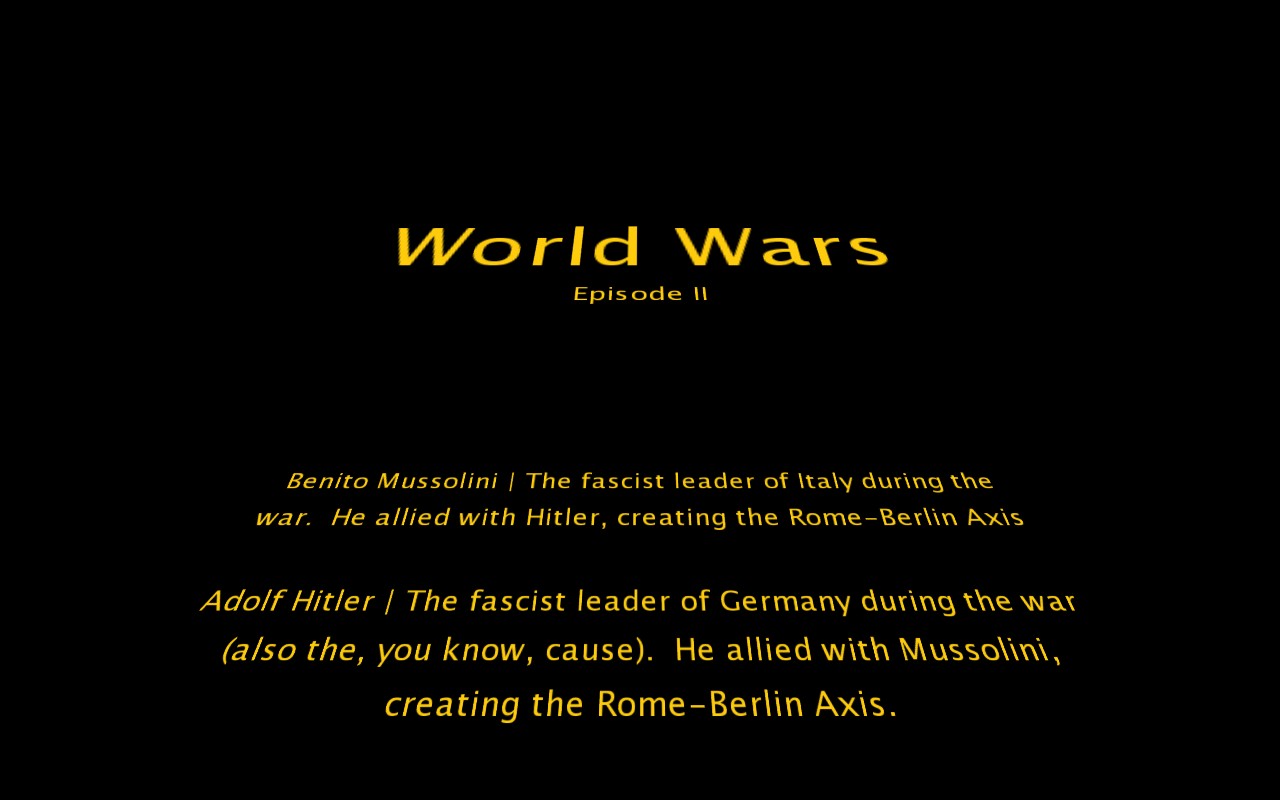 World Wars
Episode II
Benito Mussolini | The fascist leader of Italy during the
war.  He allied with Hitler, creating the Rome-Berlin Axis
Adolf Hitler | The fascist leader of Germany during the war
(also the, you know, cause).  He allied with Mussolini,
creating the Rome-Berlin Axis.